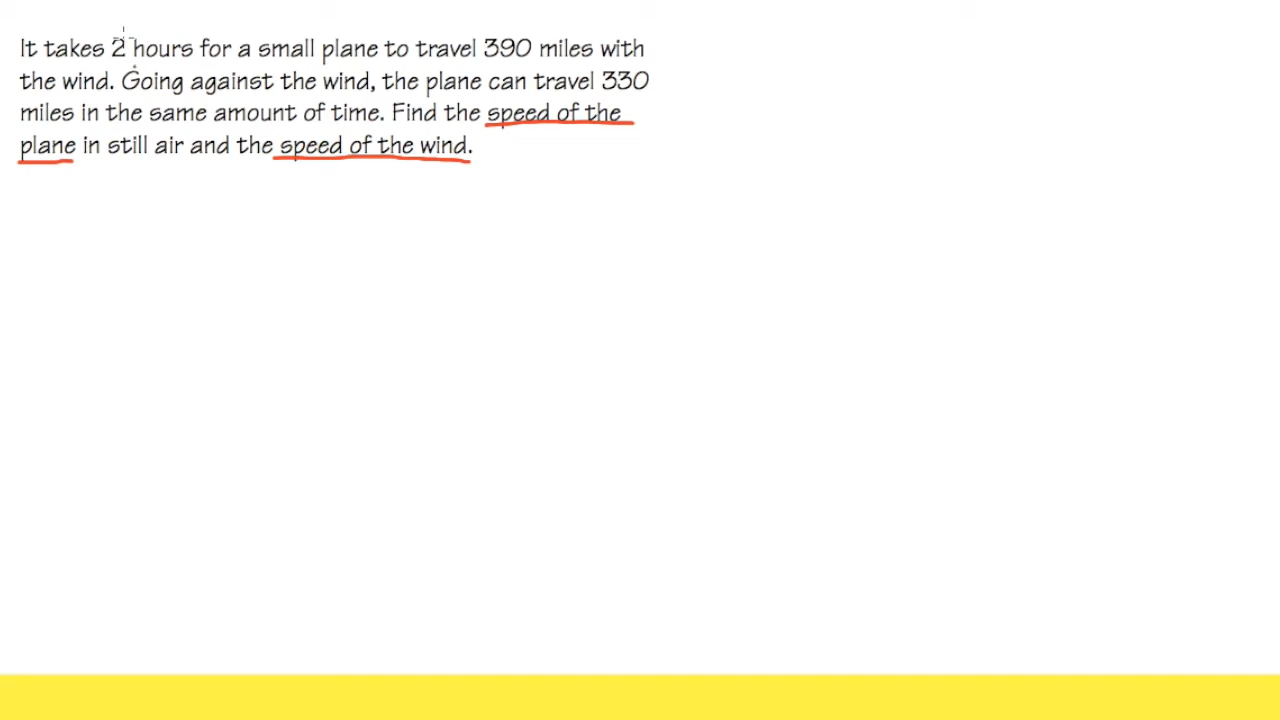 It takes 2 hours for a small plane to travel 390 miles with
the wind. Going against the wind, the plane can travel 330
miles in the same amount of time. Find the speed of the
plane in still air and the speed of the wind.